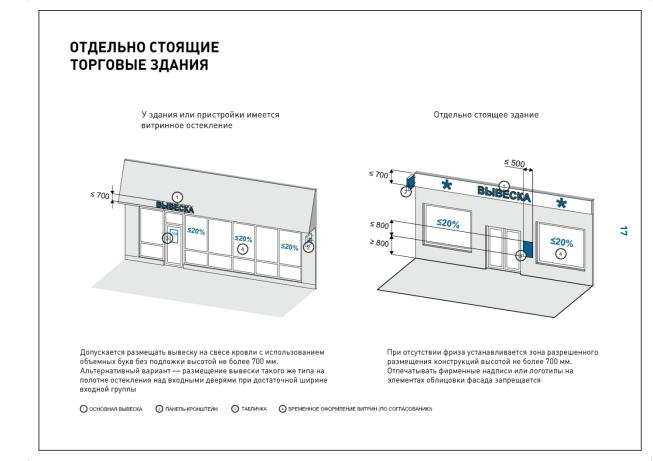 ОТДЕЛЬНО СТОЯЩИЕ
ТОРГОВЫЕ ЗДАНИЯ
У здания или пристройки имеется
витринное остекление
≤ 700
1
ВЫВЕСКА
3
≤20%
≤20%
4
≤20%
2
Допускается размещать вывеску на свесе кровли с использованием
объемных букв без подложки высотой не более 700 мм.
Альтернативный вариант — размещение вывески такого же типа на
полотне остекления над входными дверями при достаточной ширине
входной группы
Отдельно стоящее здание
≤ 500
≤ 700
1
2
ВЫВЕСКА
≤ 800
≥ 800
≤20%
3
≤20%
4
При отсутствии фриза устанавливается зона разрешенного
размещения конструкций высотой не более 700 мм.
Отпечатывать фирменные надписи или логотипы на
элементах облицовки фасада запрещается
1 ОСНОВНАЯ ВЫВЕСКА 2 ПАНЕЛЬ-КРОНШТЕЙН 3 ТАБЛИЧКА 4 ВРЕМЕННОЕ ОФОРМЛЕНИЕ ВИТРИН (ПО СОГЛАСОВАНИЮ)
17